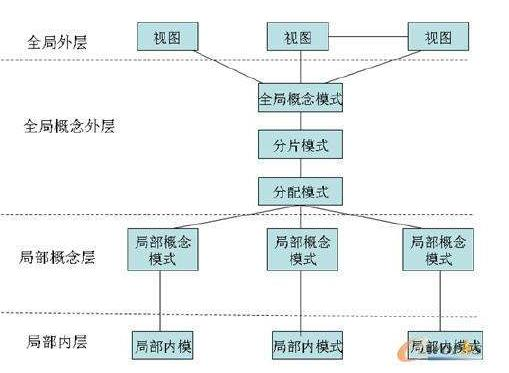 全局外层
视图
视图
视图
全局概念模式
全局概念外层
分片模式
分配模式
局部概念层
局部概念
模式
局部概念
模式
局部概念
模式
局部内层
局部内模
局部内模式
局部内模式